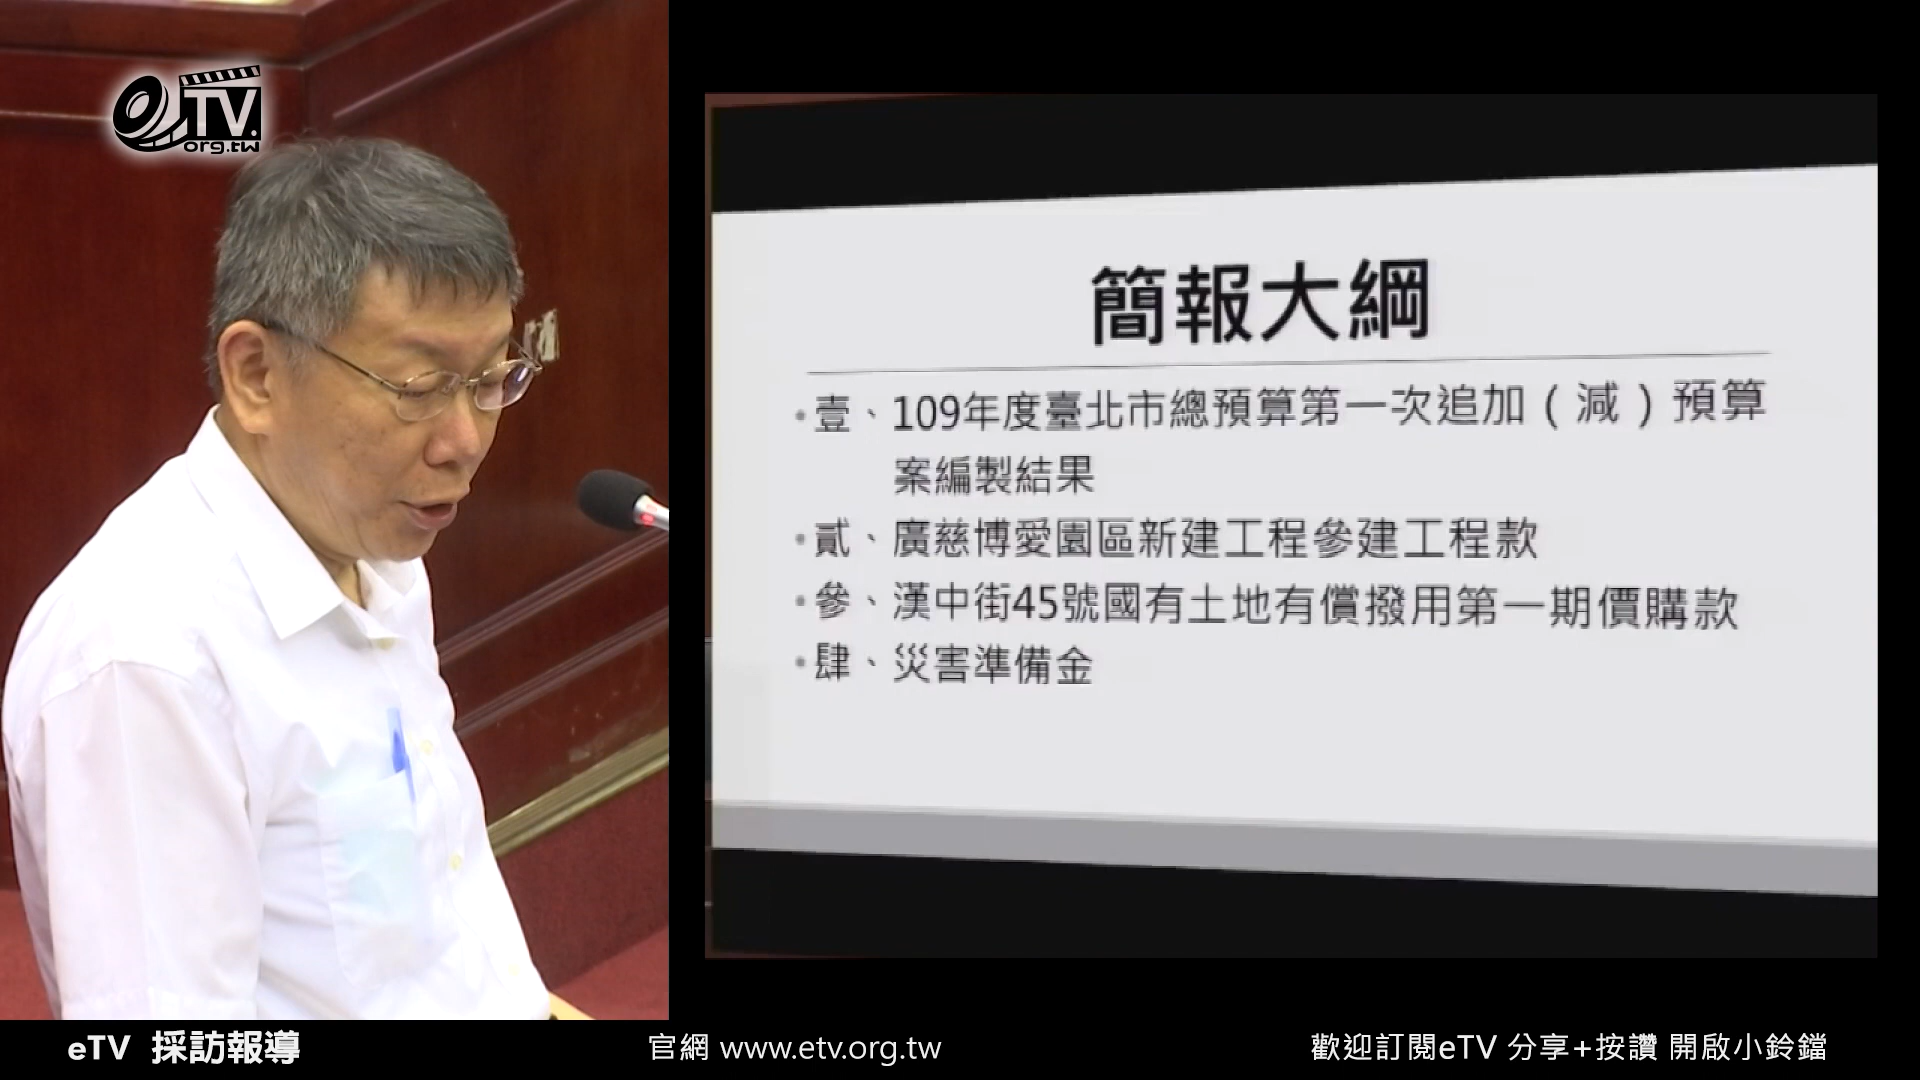 eTV.
org.tw
簡報大綱
•壹、109年度臺北市總預算第一次追加（減）預算
案編製結果
•貳、廣慈博愛園區新建工程參建工程款
•參、漢中街45號國有土地有償撥用第一期價購款
•肆、災害準備金
eTV 採訪報導
官網 www.etv.org.tw
歡迎訂閱eTV 分享+按讚 開啟小鈴鐺